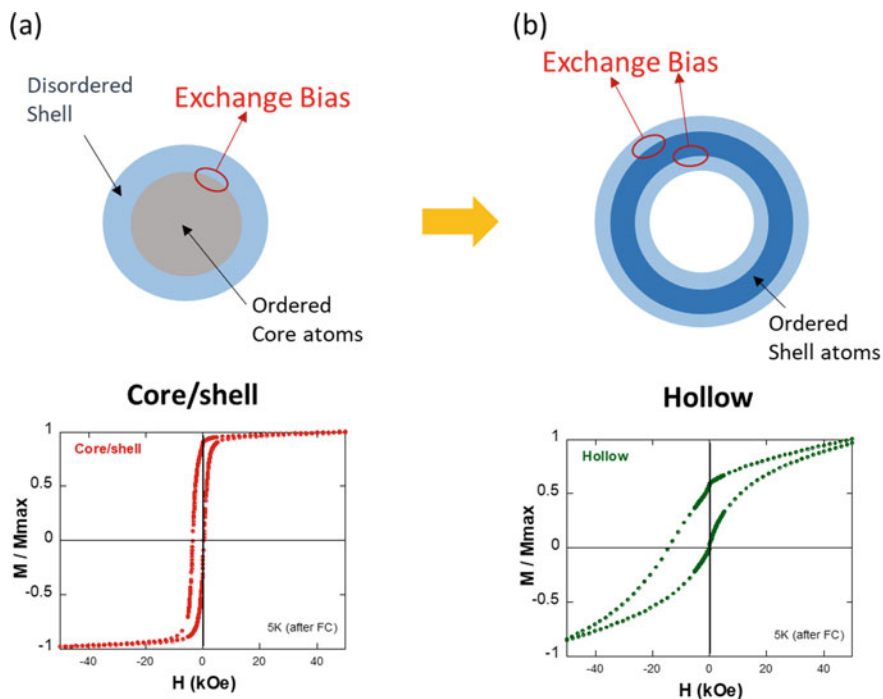 (a)
Disordered
Shell
Exchange Bias
Ordered
Core atoms
(b)
Exchange Bias
Ordered
Shell atoms
Core/shell
Core/shell
M / Mmax
1
0.5
0
-0.5
-1
5K (after FC)
-40 -20 0 20 40
H (kOe)
Hollow
Hollow
M / Mmax
1
0.5
0
-0.5
-1
5K (after FC)
-40 -20 0 20 40
H (kOe)